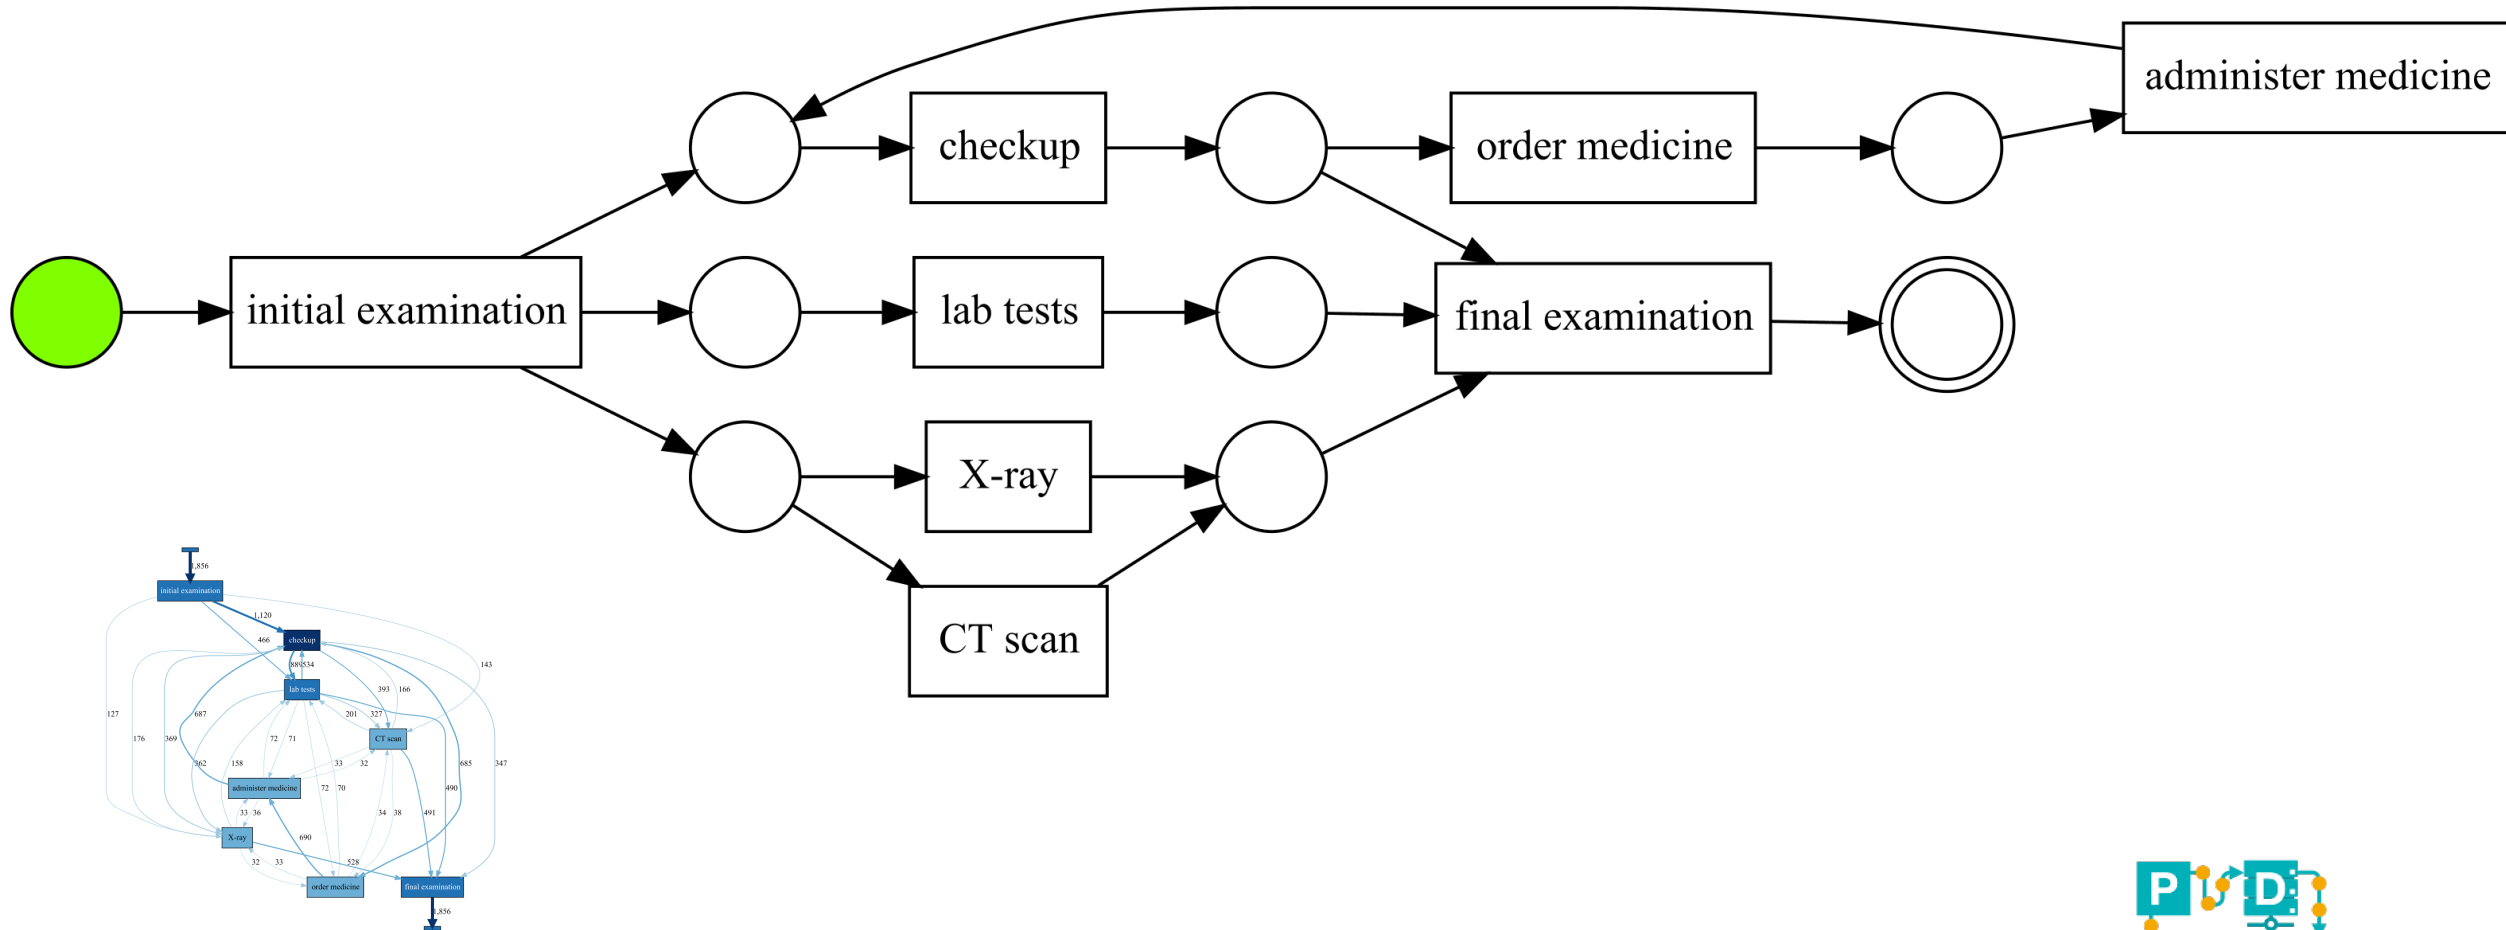 administer medicine
checkup
order medicine
initial examination
lab tests
final examination
X-ray
CT scan
1,856
initial examination
1,120
checkup
466
889
534
143
lab tests
393
166
127
687
201
327
176
369
CT scan
72
71
362
158
33
32
685
347
administer medicine
72
70
490
33
36
34
491
38
X-ray
690
32
33
528
order medicine
final examination
1,856
P
D